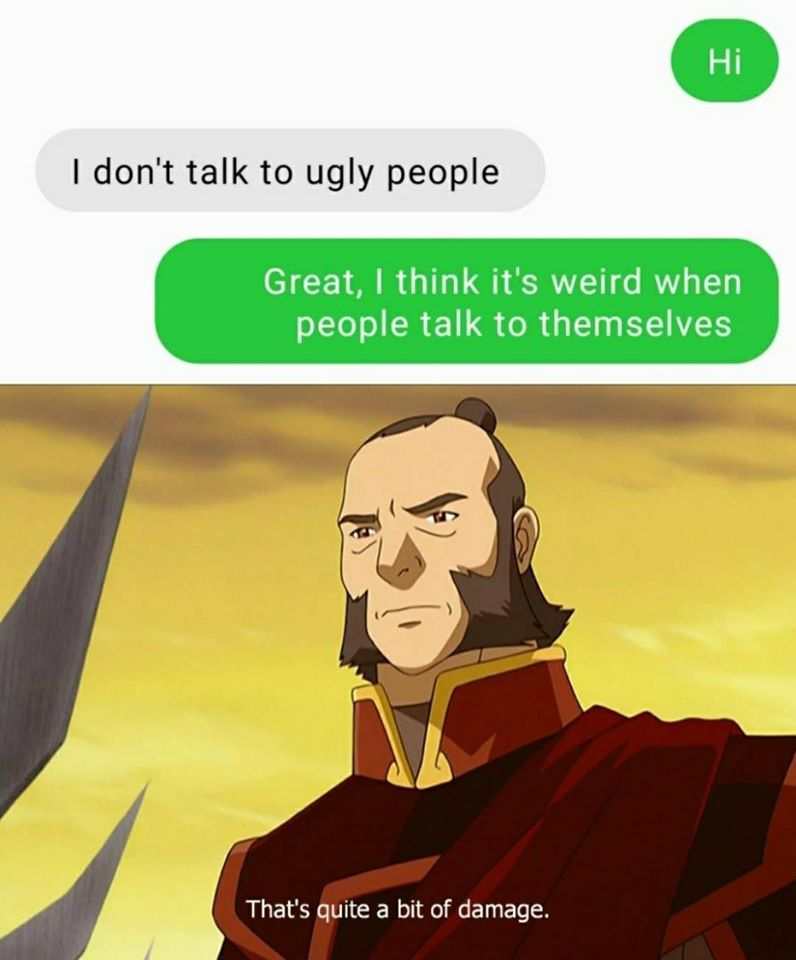 Hi
I don't talk to ugly people
Great, I think it's weird when
people talk to themselves
That's quite a bit of damage.